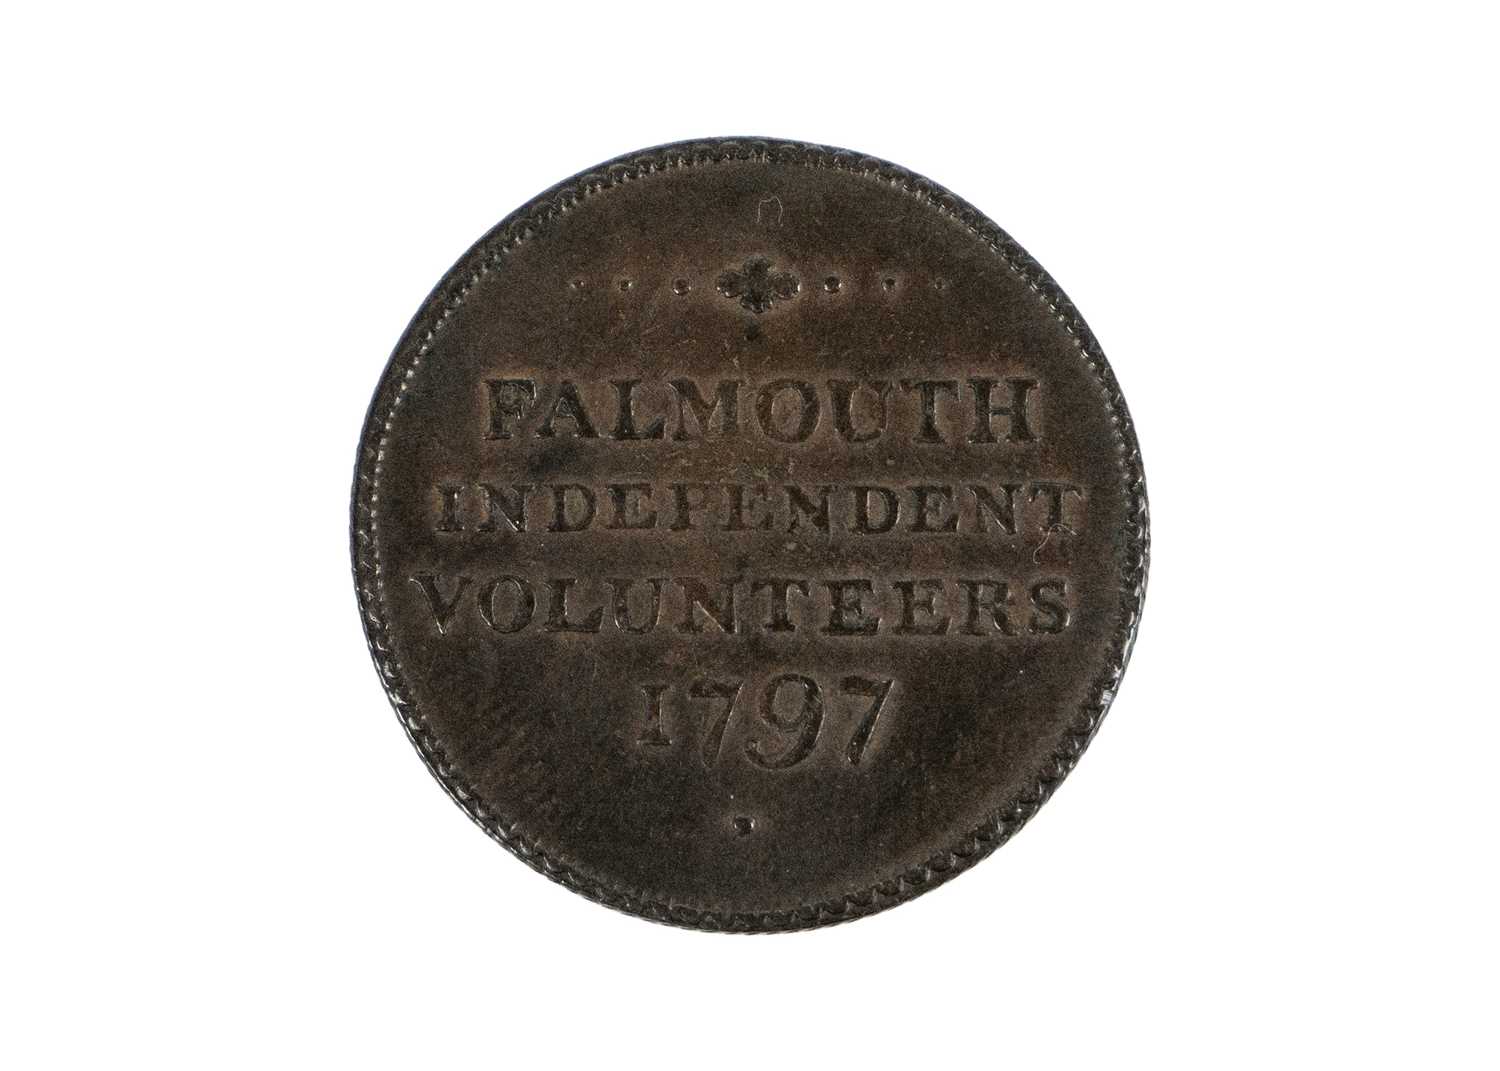 FALMOUTH
INDEPENDENT
VOLUNTEERS
1797